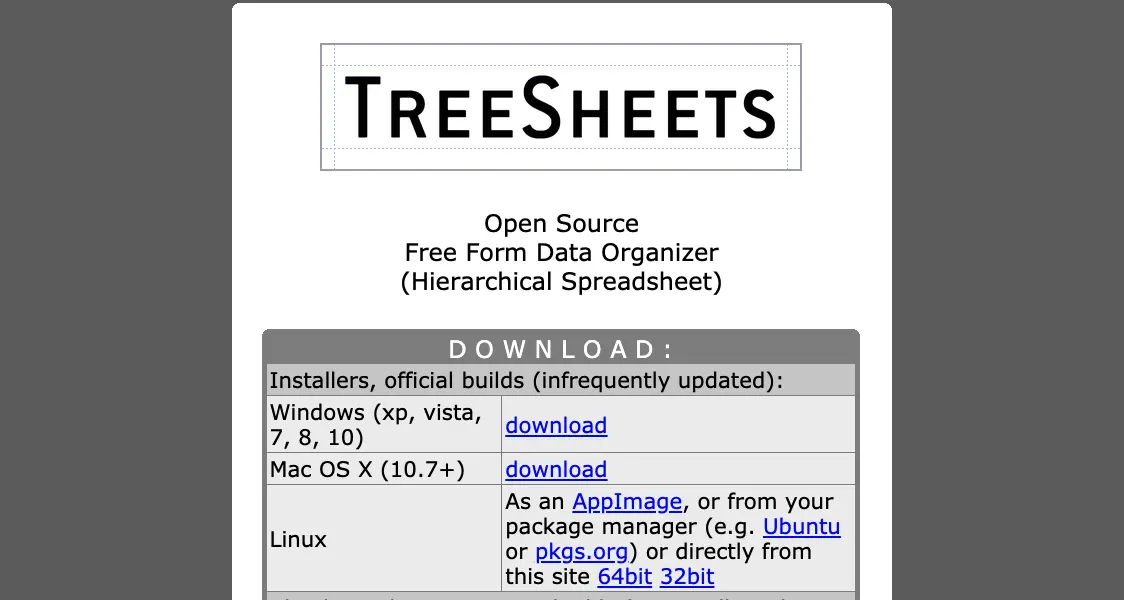 TREESHEETS
Open Source
Free Form Data Organizer
(Hierarchical Spreadsheet)
DOWNLOAD:
Installers, official builds (infrequently updated):
Windows (xp, vista,
7, 8, 10)
download
Mac OS X (10.7+)
download
Linux
As an AppImage, or from your
package manager (e.g. Ubuntu
or pkgs.org) or directly from
this site 64bit 32bit